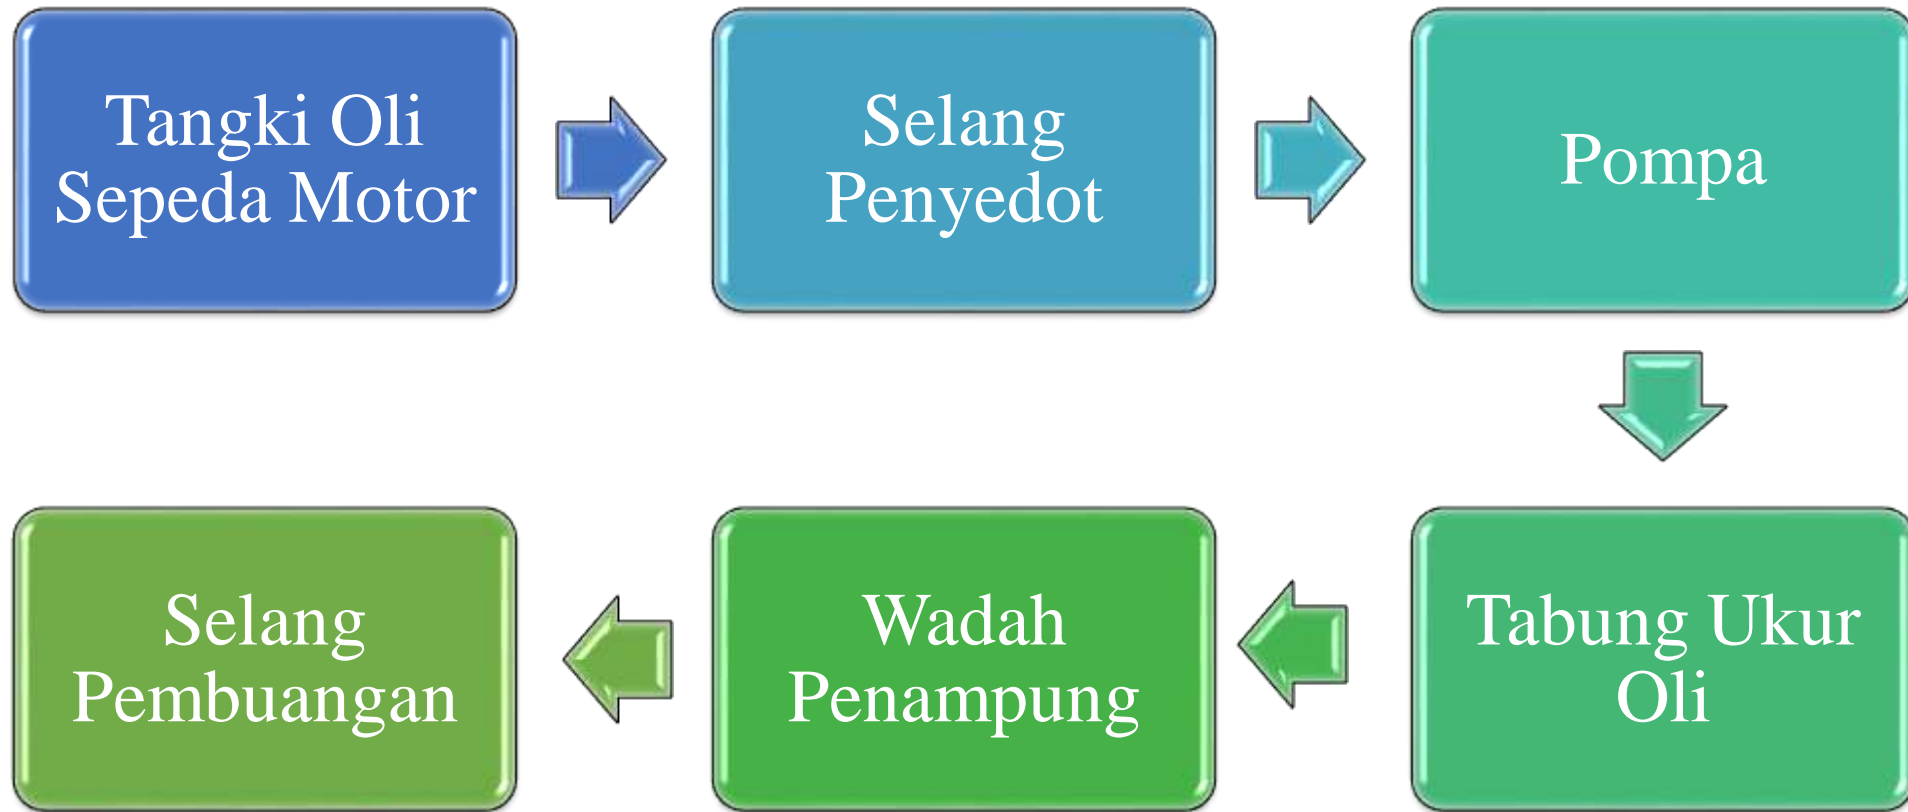 Tangki Oli
Sepeda Motor
Selang
Penyedot
Pompa
Tabung Ukur
Oli
Wadah
Penampung
Selang
Pembuangan